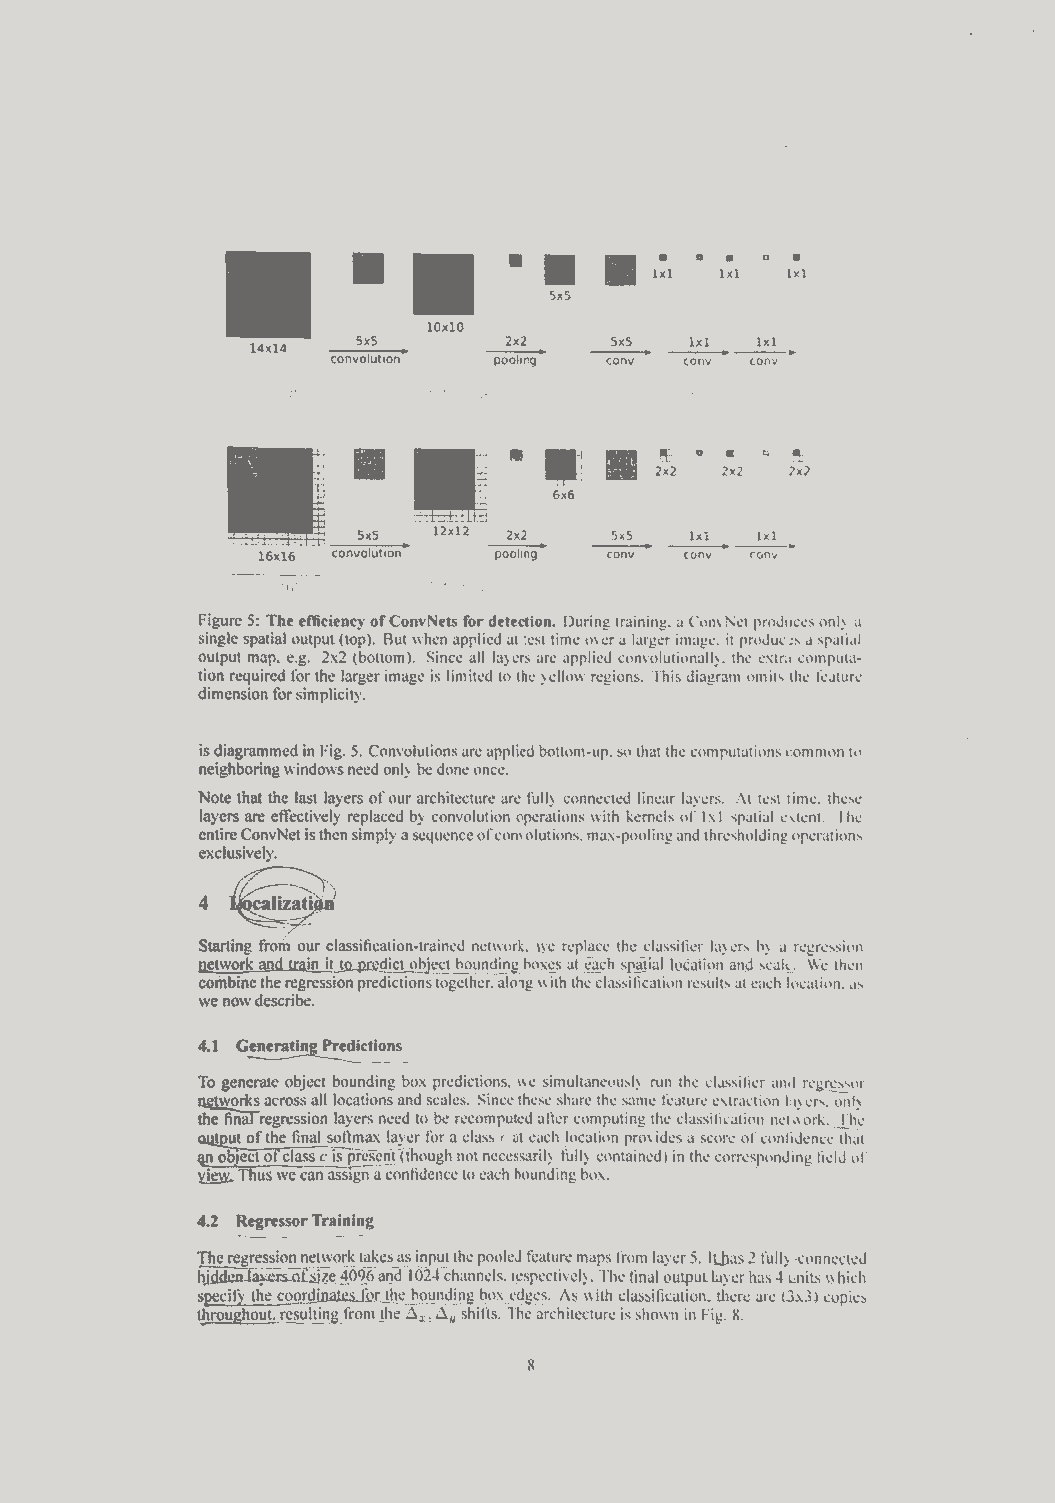 1x1 1x1 1x1
5x5
10x10
14x14 5x5 2x2 5x5 1x1 1x1
convolution pooling conv conv conv
2x2 2x2 2x2
6x6
5x5 12x12 2x2 5x5 1x1 1x1
16x16 convolution pooling conv conv conv
Figure 5: The efficiency of ConvNets for detection. During training, a ConvNet produces only a
single spatial output (top). But when applied at test time over a larger image, it produces a spatial
output map, e.g. 2x2 (bottom). Since all layers are applied convolutionally, the extra computa-
tion required for the larger image is limited to the yellow regions. This diagram omits the feature
dimension for simplicity.
is diagrammed in Fig. 5. Convolutions are applied bottom-up, so that the computations common to
neighboring windows need only be done once.
Note that the last layers of our architecture are fully connected linear layers. At test time, these
layers are effectively replaced by convolution operations with kernels of 1x1 spatial extent. The
entire ConvNet is then simply a sequence of convolutions, max-pooling and thresholding operations
exclusively.
4 Localization
Starting from our classification-trained network, we replace the classifier layers by a regression
network and train it to predict object bounding boxes at each spatial location and scale. We then
combine the regression predictions together, along with the classification results at each location, as
we now describe.
4.1 Generating Predictions
To generate object bounding box predictions, we simultaneously run the classifier and regressor
networks across all locations and scales. Since these share the same feature extraction layers, only
the final regression layers need to be recomputed after computing the classification network. The
output of the final softmax layer for a class c at each location provides a score of confidence that
an object of class c is present (though not necessarily fully contained) in the corresponding field of
view. Thus we can assign a confidence to each bounding box.
4.2 Regressor Training
The regression network takes as input the pooled feature maps from layer 5. It has 2 fully-connected
hidden layers of size 4096 and 1024 channels, respectively. The final output layer has 4 units which
specify the coordinates for the bounding box edges. As with classification, there are (3x3) copies
throughout, resulting from the Δx, Δy shifts. The architecture is shown in Fig. 8.
8